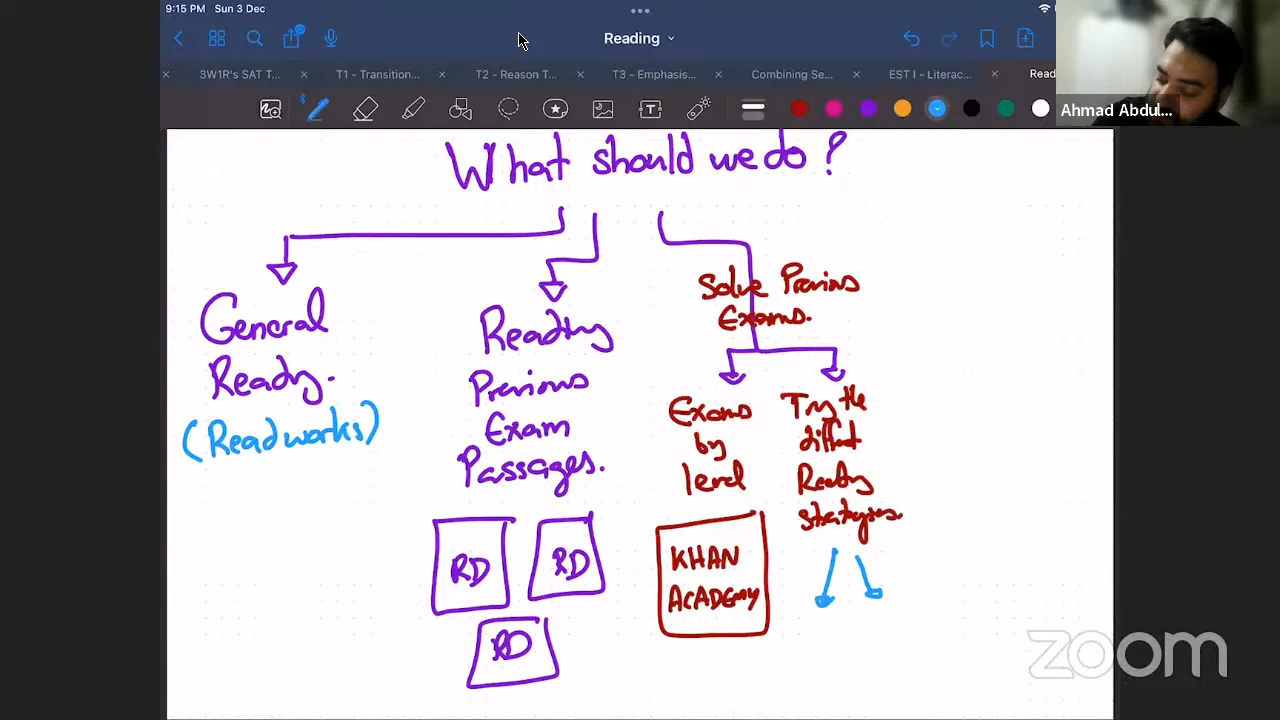 9:15 PM Sun 3 Dec
Reading
3W1R's SAT T...
T1 - Transition...
T2 - Reason T...
T3 - Emphasis...
Combining Se...
EST I - Literac...
Read
Ahmad Abdul...
What should we do?
General
Ready.
(Readworks)
Reading
Previous
Exam
Passages.
RD
RD
RD
Solve Previous
Exams.
Exams
by
level
KHAN
ACADEMY
Try the
diffent
Reading
strategies.
zoom